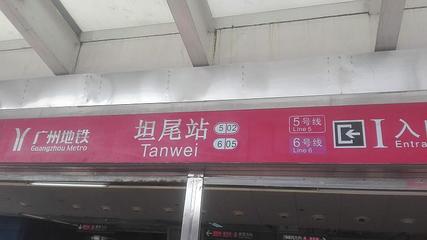 广州地铁
Guangzhou Metro
坦尾站
Tanwei
5 02
6 05
5号线
Line 5
6号线
Line 6
I
入
Entra